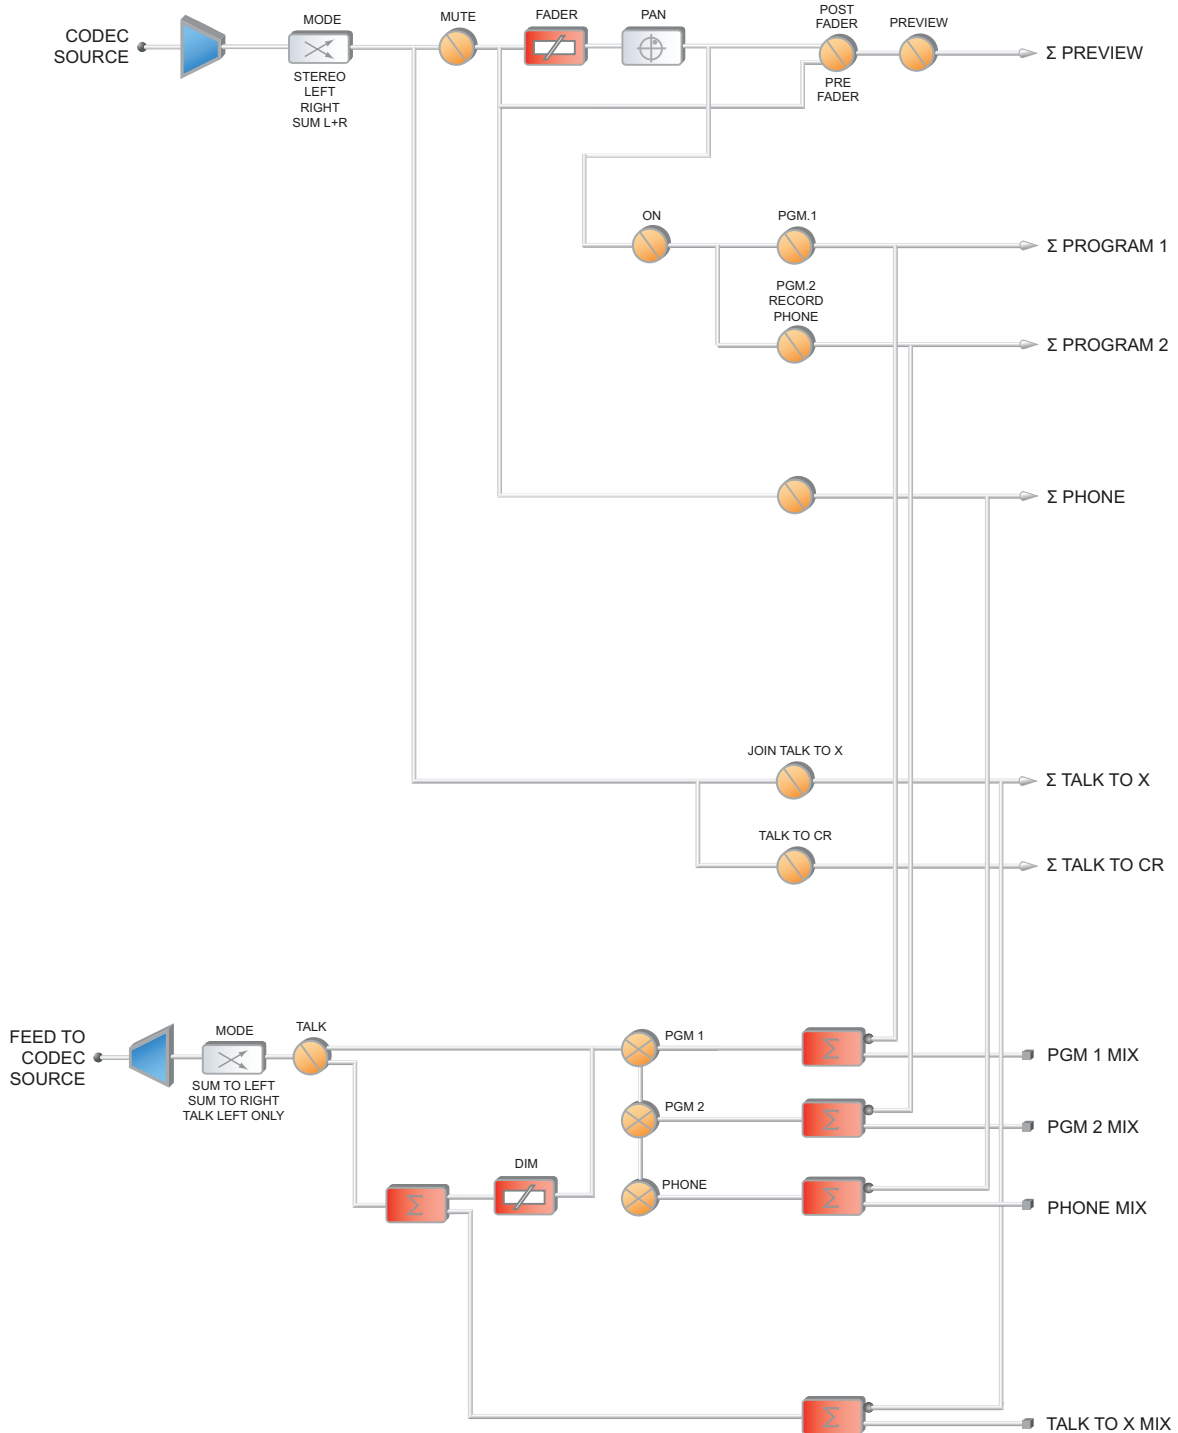 CODEC
SOURCE
MODE
STEREO
LEFT
RIGHT
SUM L+R
MUTE
FADER
PAN
POST
FADER
PRE
FADER
PREVIEW
Σ PREVIEW
ON
PGM.1
Σ PROGRAM 1
PGM.2
RECORD
PHONE
Σ PROGRAM 2
Σ PHONE
JOIN TALK TO X
Σ TALK TO X
TALK TO CR
Σ TALK TO CR
FEED TO
CODEC
SOURCE
MODE
SUM TO LEFT
SUM TO RIGHT
TALK LEFT ONLY
TALK
PGM 1
Σ
PGM 1 MIX
PGM 2
Σ
PGM 2 MIX
DIM
Σ
PHONE
Σ
PHONE MIX
Σ
TALK TO X MIX